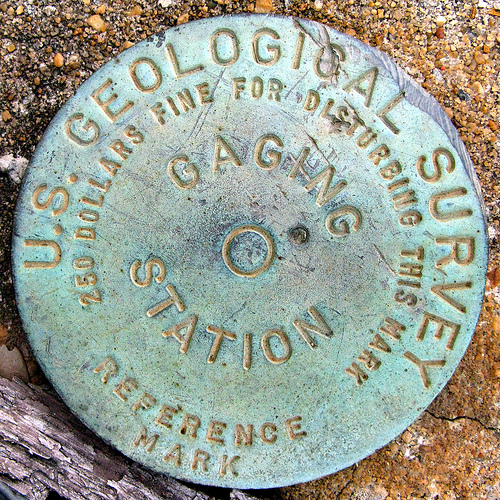 U.S. GEOLOGICAL SURVEY
250 DOLLARS FINE FOR DISTURBING THIS MARK
GAGING
STATION
REFERENCE
MARK